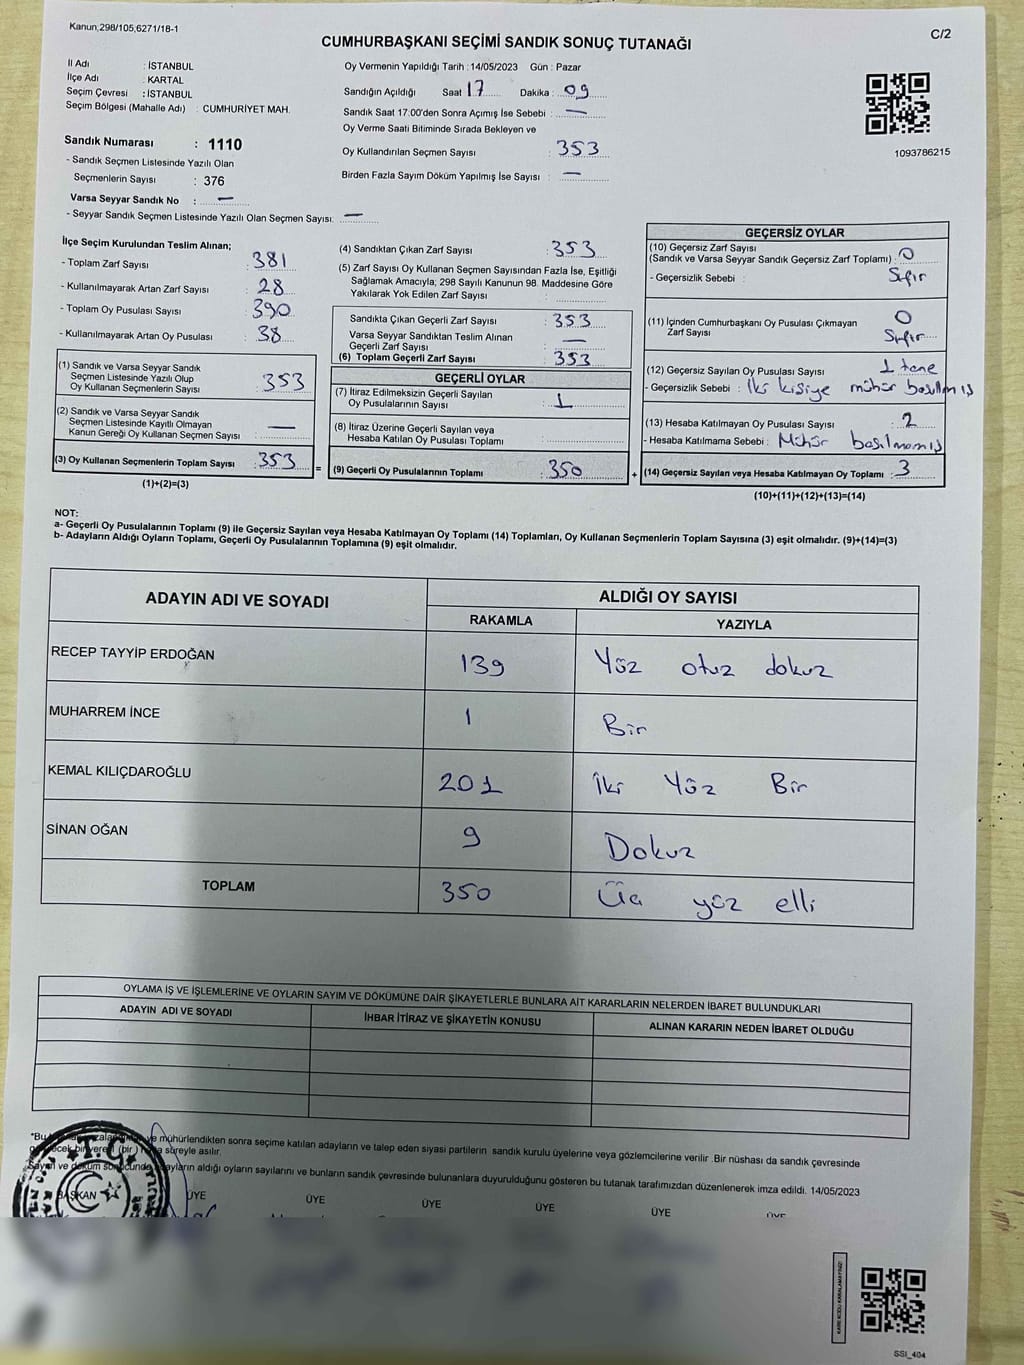 Kanun,298/105,6271/18-1
C/2
CUMHURBAŞKANI SEÇİMİ SANDIK SONUÇ TUTANAĞI
İl Adı : İSTANBUL
İlçe Adı : KARTAL
Seçim Çevresi : İSTANBUL
Seçim Bölgesi (Mahalle Adı) : CUMHURİYET MAH.
Sandık Numarası : 1110
- Sandık Seçmen Listesinde Yazılı Olan
Seçmenlerin Sayısı : 376
Varsa Seyyar Sandık No : —
- Seyyar Sandık Seçmen Listesinde Yazılı Olan Seçmen Sayısı: —
Oy Vermenin Yapıldığı Tarih :14/05/2023 Gün : Pazar
Sandığın Açıldığı Saat 17 Dakika : 09
Sandık Saat 17:00'den Sonra Açımış İse Sebebi : —
Oy Verme Saati Bitiminde Sırada Bekleyen ve
Oy Kullandırılan Seçmen Sayısı : 353
Birden Fazla Sayım Döküm Yapılmış İse Sayısı : —
1093786215
İlçe Seçim Kurulundan Teslim Alınan;
- Toplam Zarf Sayısı : 381
- Kullanılmayarak Artan Zarf Sayısı : 28
- Toplam Oy Pusulası Sayısı : 390
- Kullanılmayarak Artan Oy Pusulası : 38
(1) Sandık ve Varsa Seyyar Sandık
Seçmen Listesinde Yazılı Olup
Oy Kullanan Seçmenlerin Sayısı : 353
(2) Sandık ve Varsa Seyyar Sandık
Seçmen Listesinde Kayıtlı Olmayan
Kanun Gereği Oy Kullanan Seçmen Sayısı : —
(3) Oy Kullanan Seçmenlerin Toplam Sayısı : 353 =
(1)+(2)=(3)
(4) Sandıktan Çıkan Zarf Sayısı : 353
(5) Zarf Sayısı Oy Kullanan Seçmen Sayısından Fazla İse, Eşitliği
Sağlamak Amacıyla; 298 Sayılı Kanunun 98. Maddesine Göre
Yakılarak Yok Edilen Zarf Sayısı :
Sandıkta Çıkan Geçerli Zarf Sayısı : 353
Varsa Seyyar Sandıktan Teslim Alınan
Geçerli Zarf Sayısı : —
(6) Toplam Geçerli Zarf Sayısı : 353
GEÇERLİ OYLAR
(7) İtiraz Edilmeksizin Geçerli Sayılan
Oy Pusulalarının Sayısı : 1
(8) İtiraz Üzerine Geçerli Sayılan veya
Hesaba Katılan Oy Pusulası Toplamı :
(9) Geçerli Oy Pusulalarının Toplamı : 350 +
GEÇERSİZ OYLAR
(10) Geçersiz Zarf Sayısı
(Sandık ve Varsa Seyyar Sandık Geçersiz Zarf Toplamı) : 0
- Geçersizlik Sebebi : Sıfır
(11) İçinden Cumhurbaşkanı Oy Pusulası Çıkmayan
Zarf Sayısı : 0 Sıfır
(12) Geçersiz Sayılan Oy Pusulası Sayısı : 1 tane
- Geçersizlik Sebebi : İki kişiye mühür basılmış
(13) Hesaba Katılmayan Oy Pusulası Sayısı : 2
- Hesaba Katılmama Sebebi : Mühür basılmamış
(14) Geçersiz Sayılan veya Hesaba Katılmayan Oy Toplamı : 3
(10)+(11)+(12)+(13)=(14)
NOT:
a- Geçerli Oy Pusulalarının Toplamı (9) ile Geçersiz Sayılan veya Hesaba Katılmayan Oy Toplamı (14) Toplamları, Oy Kullanan Seçmenlerin Toplam Sayısına (3) eşit olmalıdır. (9)+(14)=(3)
b- Adayların Aldığı Oyların Toplamı, Geçerli Oy Pusulalarının Toplamına (9) eşit olmalıdır.
ADAYIN ADI VE SOYADI
ALDIĞI OY SAYISI
RAKAMLA YAZIYLA
RECEP TAYYİP ERDOĞAN 139 Yüz otuz dokuz
MUHARREM İNCE 1 Bir
KEMAL KILIÇDAROĞLU 201 İki Yüz Bir
SİNAN OĞAN 9 Dokuz
TOPLAM 350 Üç yüz elli
OYLAMA İŞ VE İŞLEMLERİNE VE OYLARIN SAYIM VE DÖKÜMÜNE DAİR ŞİKAYETLERLE BUNLARA AİT KARARLARIN NELERDEN İBARET BULUNDUKLARI
ADAYIN ADI VE SOYADI İHBAR İTİRAZ VE ŞİKAYETİN KONUSU ALINAN KARARIN NEDEN İBARET OLDUĞU
ve mühürlendikten sonra seçime katılan adayların ve talep eden siyasi partilerin sandık kurulu üyelerine veya gözlemcilerine verilir .Bir nüshası da sandık çevresinde
(bir) süreyle asılır.
Sayım ve döküm sonucunda adayların aldığı oyların sayılarını ve bunların sandık çevresinde bulunanlara duyurulduğunu gösteren bu tutanak tarafımızdan düzenlenerek imza edildi. 14/05/2023
BAŞKAN ÜYE ÜYE ÜYE ÜYE ÜYE ÜYE
T.C.
SSI_404